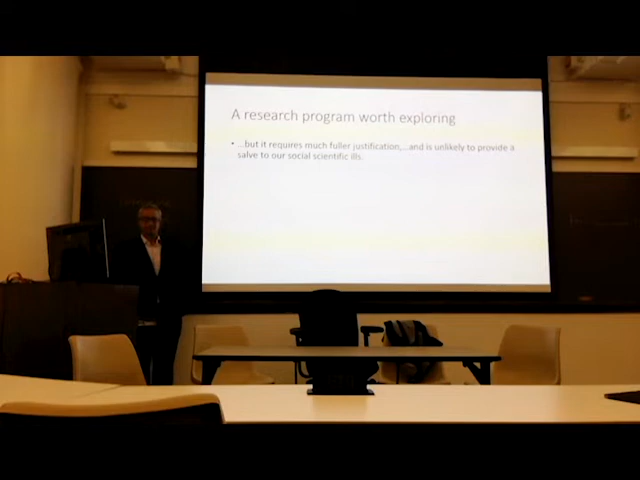 A research program worth exploring
• …but it requires much fuller justification,…and is unlikely to provide a
salve to our social scientific ills.